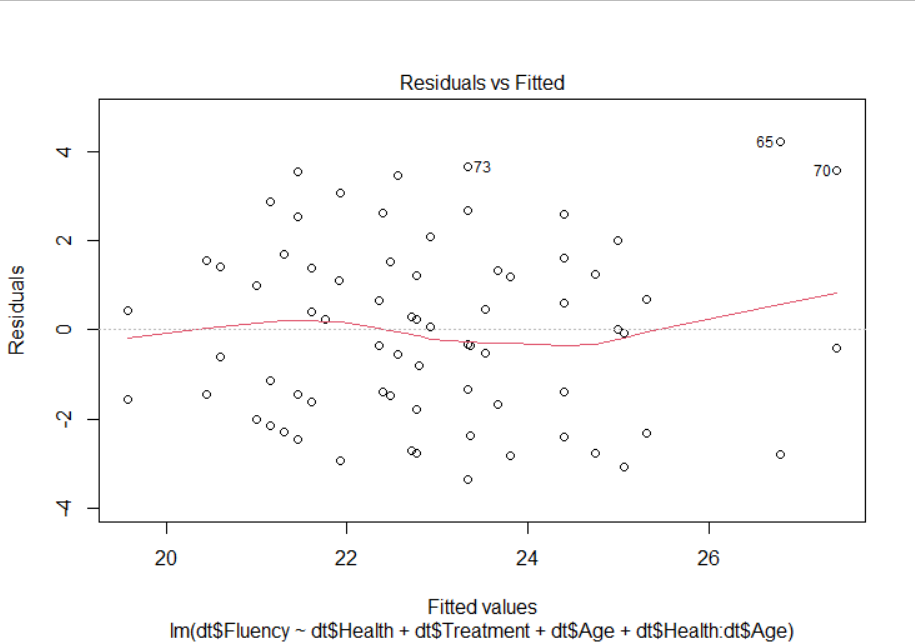 Residuals vs Fitted
4
2
0
-2
-4
Residuals
65
70
73
20 22 24 26
Fitted values
lm(dt$Fluency ~ dt$Health + dt$Treatment + dt$Age + dt$Health:dt$Age)